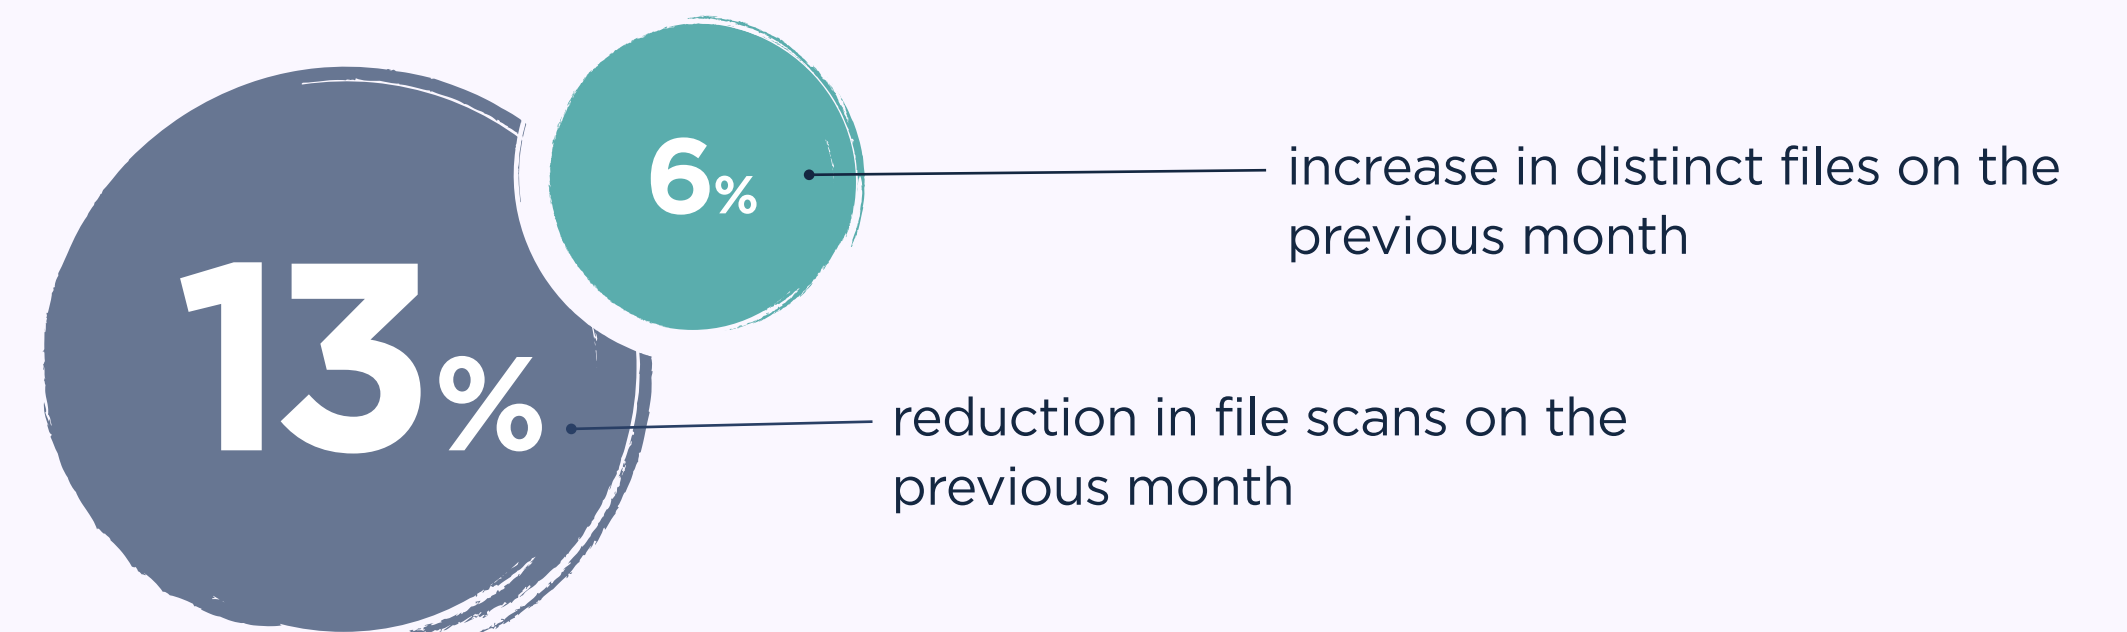 6%
increase in distinct files on the
previous month
13%
reduction in file scans on the
previous month